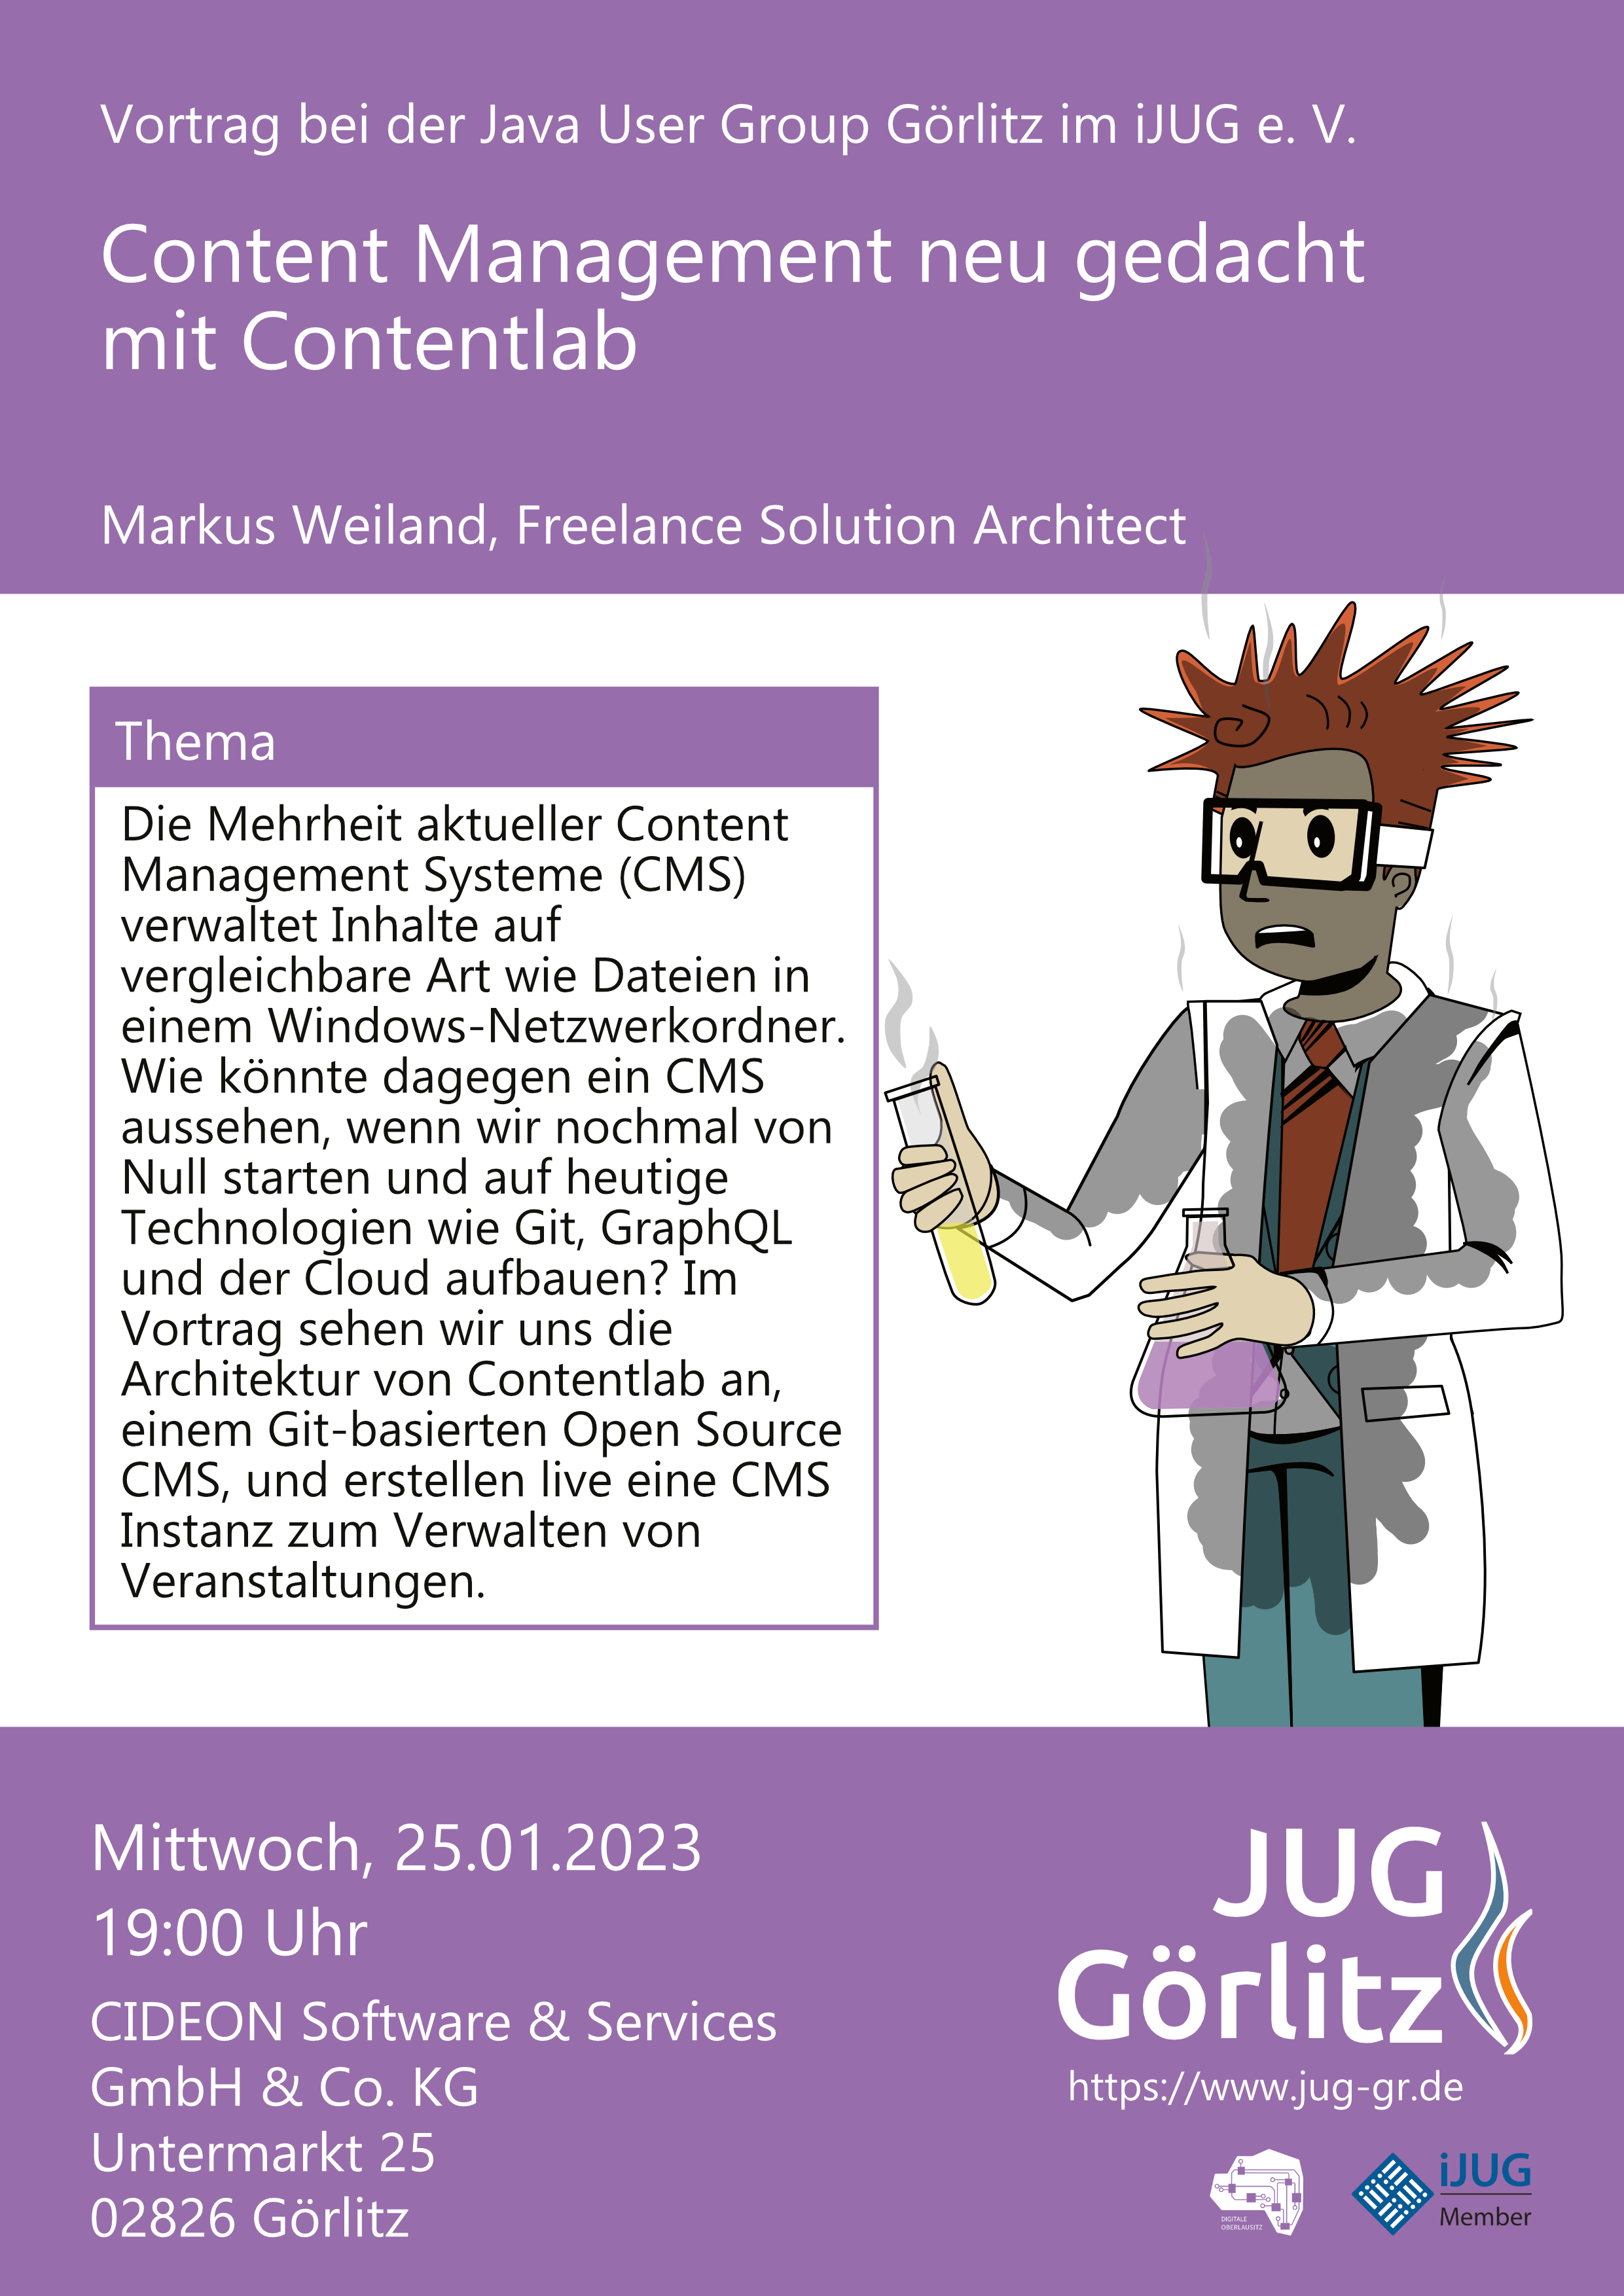 Vortrag bei der Java User Group Görlitz im iJUG e. V.
Content Management neu gedacht
mit Contentlab
Markus Weiland, Freelance Solution Architect
Thema
Die Mehrheit aktueller Content
Management Systeme (CMS)
verwaltet Inhalte auf
vergleichbare Art wie Dateien in
einem Windows-Netzwerkordner.
Wie könnte dagegen ein CMS
aussehen, wenn wir nochmal von
Null starten und auf heutige
Technologien wie Git, GraphQL
und der Cloud aufbauen? Im
Vortrag sehen wir uns die
Architektur von Contentlab an,
einem Git-basierten Open Source
CMS, und erstellen live eine CMS
Instanz zum Verwalten von
Veranstaltungen.
Mittwoch, 25.01.2023
19:00 Uhr
CIDEON Software & Services
GmbH & Co. KG
Untermarkt 25
02826 Görlitz
JUG
Görlitz
https://www.jug-gr.de
DIGITALE
OBERLAUSITZ
iJUG
Member